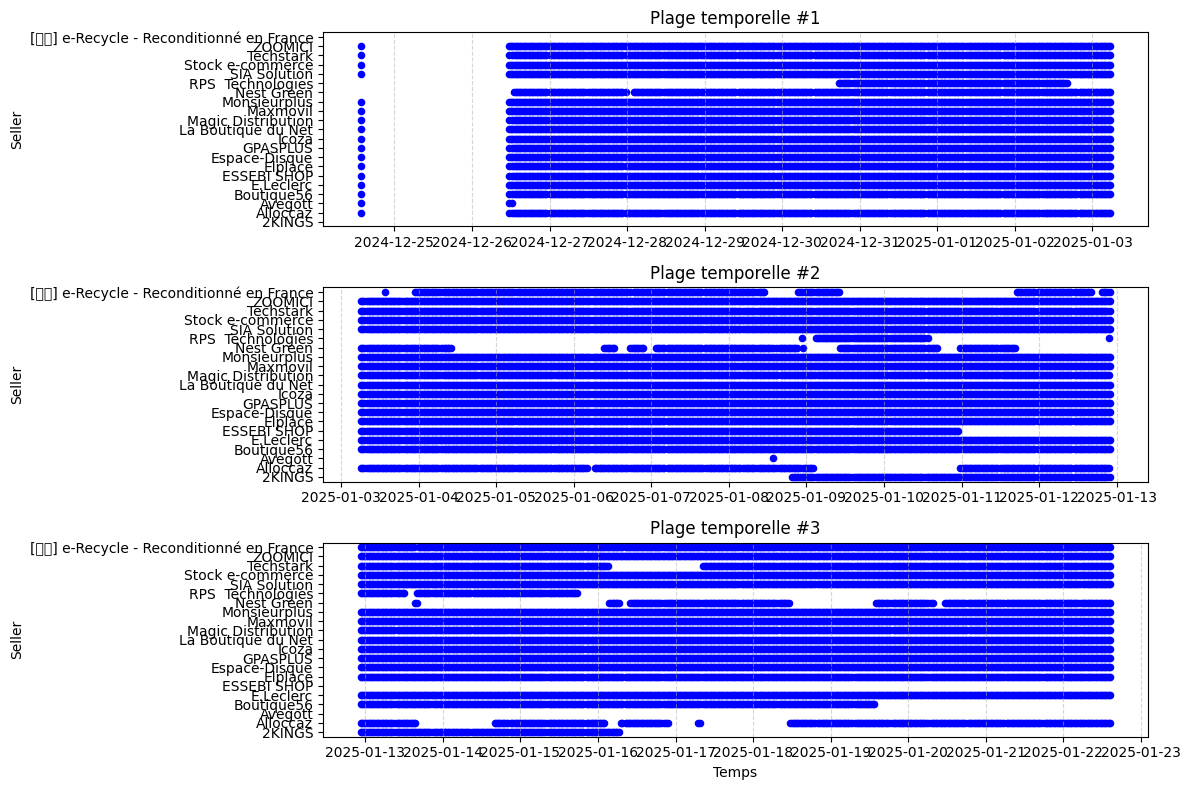 Plage temporelle #1
[▯▯] e-Recycle - Reconditionné en France
ZOOMICI
Techstark
Stock e-commerce
SIA Solution
RPS  Technologies
Nest Green
Monsieurplus
Maxmovil
Magic Distribution
La Boutique du Net
Icoza
GPASPLUS
Espace-Disque
Elplace
ESSEBI SHOP
E.Leclerc
Boutique56
Avegott
Alloccaz
2KINGS
Seller
2024-12-25 2024-12-26 2024-12-27 2024-12-28 2024-12-29 2024-12-30 2024-12-31 2025-01-01 2025-01-02 2025-01-03
Plage temporelle #2
[▯▯] e-Recycle - Reconditionné en France
ZOOMICI
Techstark
Stock e-commerce
SIA Solution
RPS  Technologies
Nest Green
Monsieurplus
Maxmovil
Magic Distribution
La Boutique du Net
Icoza
GPASPLUS
Espace-Disque
Elplace
ESSEBI SHOP
E.Leclerc
Boutique56
Avegott
Alloccaz
2KINGS
Seller
2025-01-03 2025-01-04 2025-01-05 2025-01-06 2025-01-07 2025-01-08 2025-01-09 2025-01-10 2025-01-11 2025-01-12 2025-01-13
Plage temporelle #3
[▯▯] e-Recycle - Reconditionné en France
ZOOMICI
Techstark
Stock e-commerce
SIA Solution
RPS  Technologies
Nest Green
Monsieurplus
Maxmovil
Magic Distribution
La Boutique du Net
Icoza
GPASPLUS
Espace-Disque
Elplace
ESSEBI SHOP
E.Leclerc
Boutique56
Avegott
Alloccaz
2KINGS
Seller
2025-01-13 2025-01-14 2025-01-15 2025-01-16 2025-01-17 2025-01-18 2025-01-19 2025-01-20 2025-01-21 2025-01-22 2025-01-23
Temps